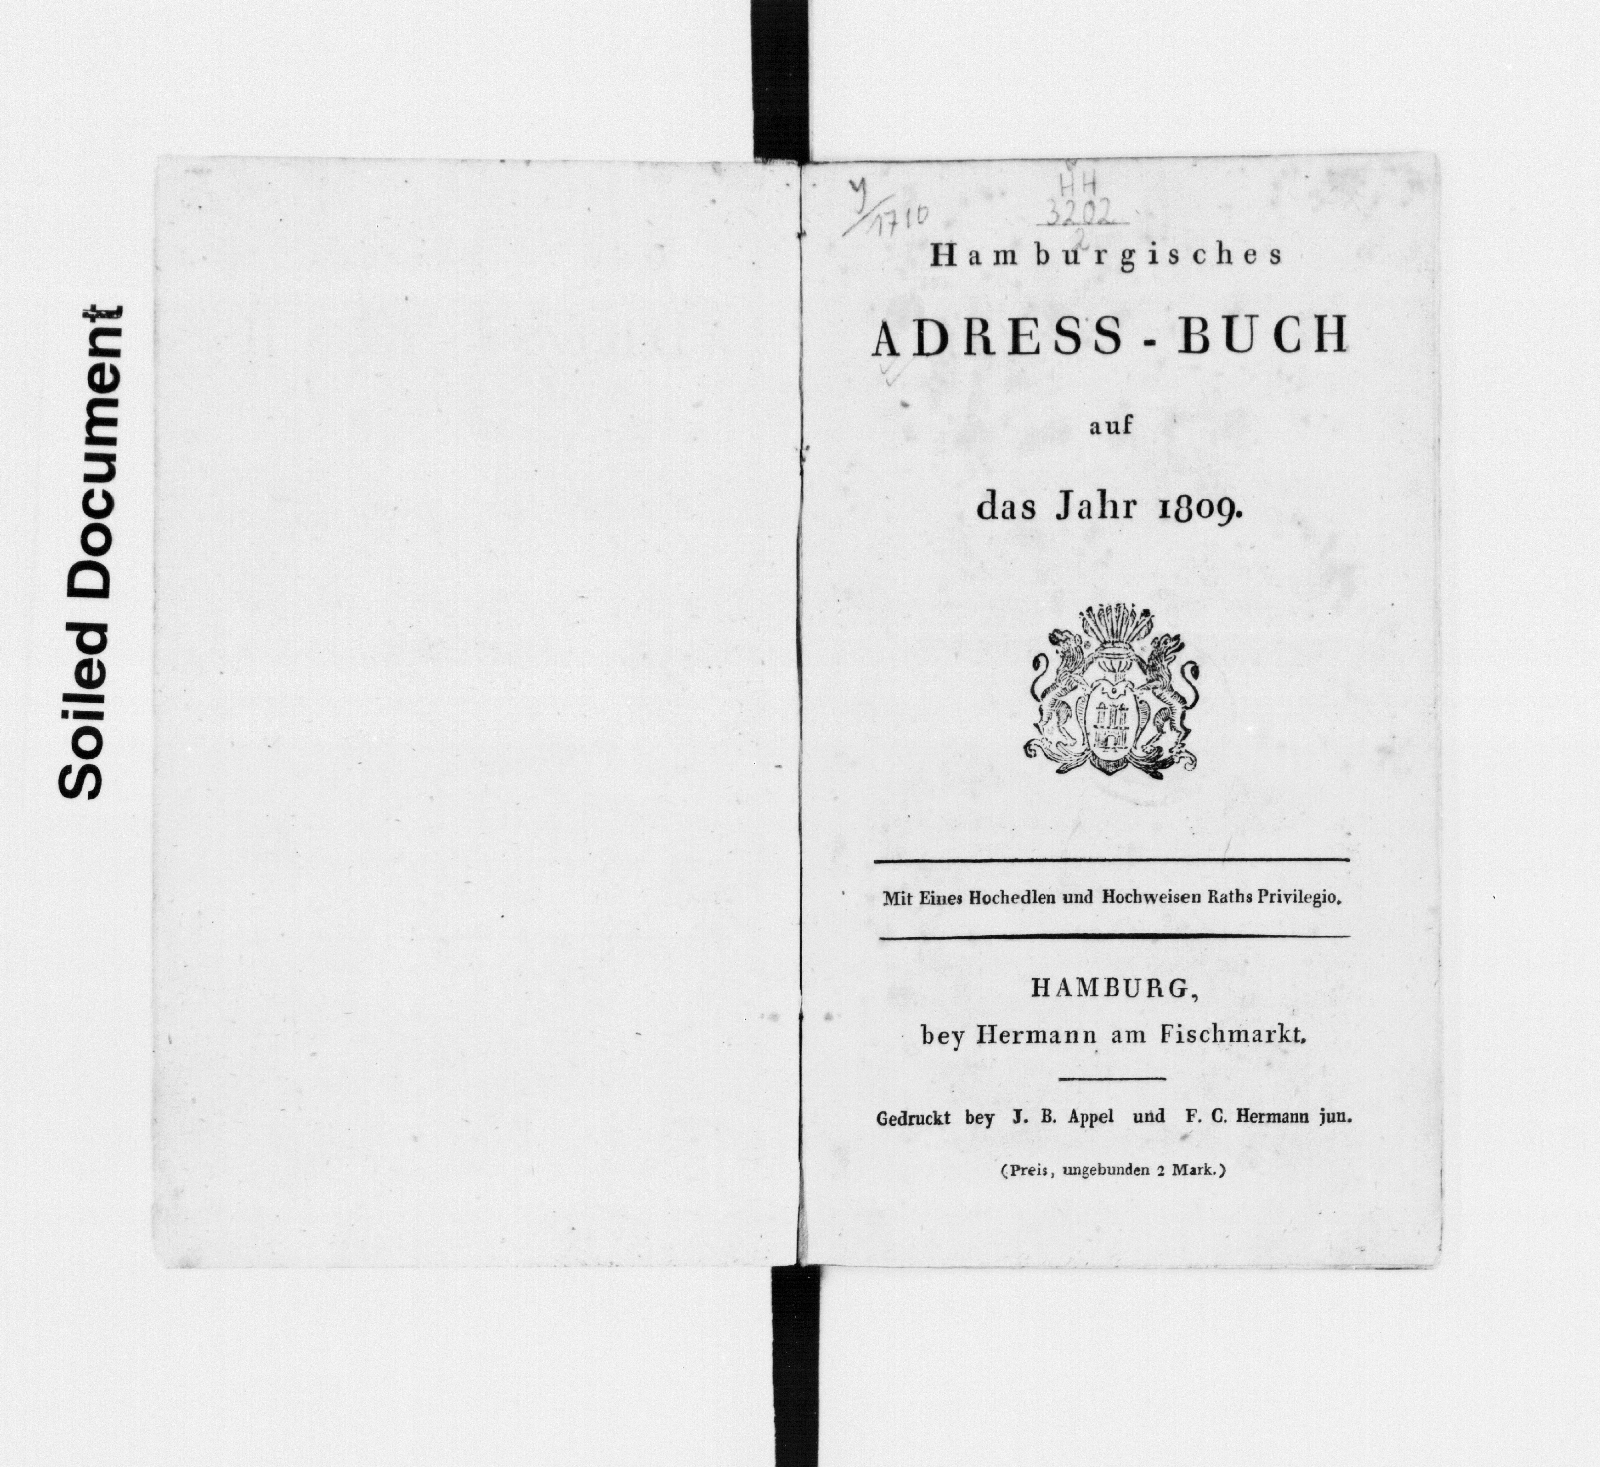 Soiled Document
y/1710
HH
3202
2
Hamburgisches
ADRESS - BUCH
auf
das Jahr 1809.
Mit Eines Hochedlen und Hochweisen Raths Privilegio.
HAMBURG,
bey Hermann am Fischmarkt.
Gedruckt bey J. B. Appel und F. C. Hermann jun.
(Preis, ungebunden 2 Mark.)